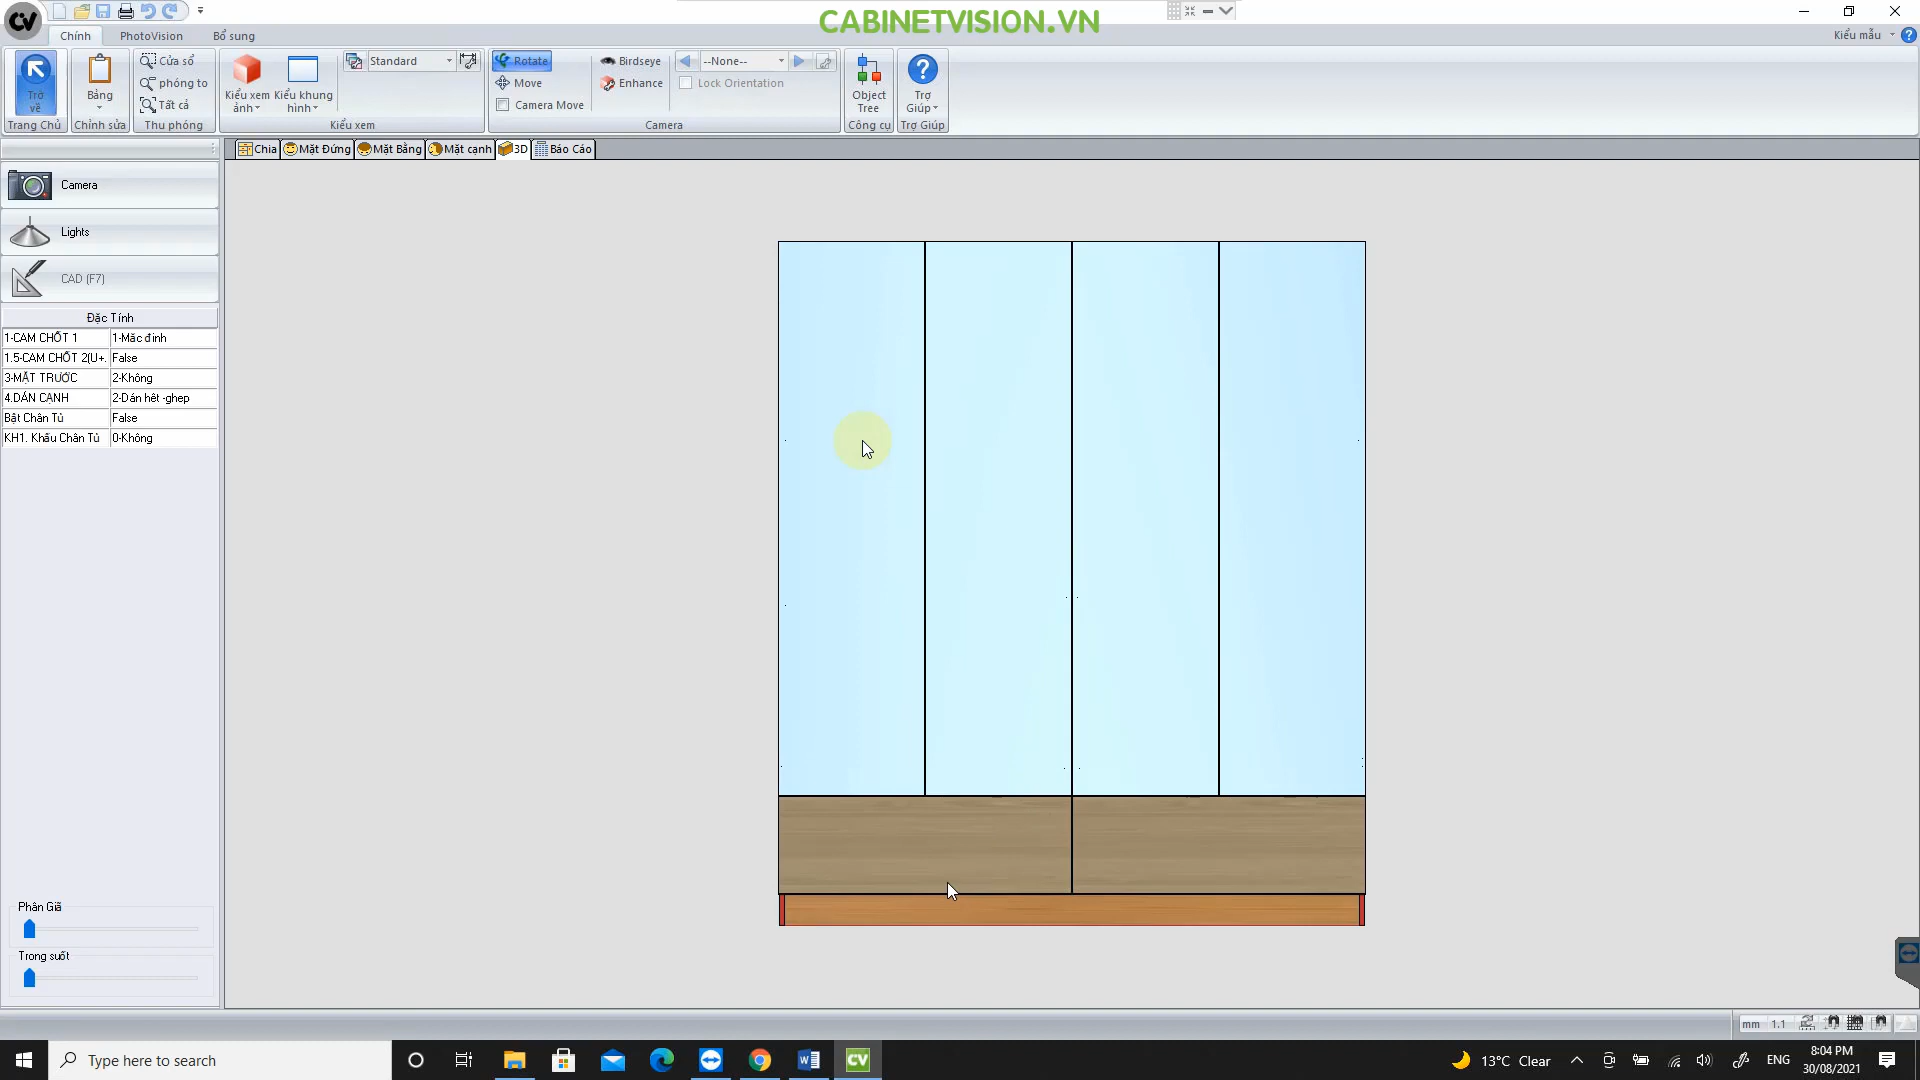 CABINETVISION.VN
CV
Chính
PhotoVision
Bổ sung
Kiểu mẫu
Trở về
Trang Chủ
Bảng
Chỉnh sửa
Cửa sổ
phóng to
Tất cả
Thu phóng
Kiểu xem ảnh
Kiểu khung hình
Standard
Kiểu xem
Rotate
Move
Camera Move
Birdseye
Enhance
--None--
Lock Orientation
Camera
Object Tree
Công cụ
Trợ Giúp
Trợ Giúp
Chia
Mặt Đứng
Mặt Bằng
Mặt cạnh
3D
Báo Cáo
Camera
Lights
CAD (F7)
Đặc Tính
1-CAM CHỐT 1 1-Măc đinh
1.5-CAM CHỐT 2(U+. False
3-MẶT TRƯỚC 2-Không
4.DÁN CẠNH 2-Dán hêt -ghep
Bật Chân Tủ False
KH1. Khấu Chân Tủ 0-Không
Phân Giã
Trong suốt
mm 1.1
Type here to search
CV
13°C Clear
ENG
8:04 PM
30/08/2021